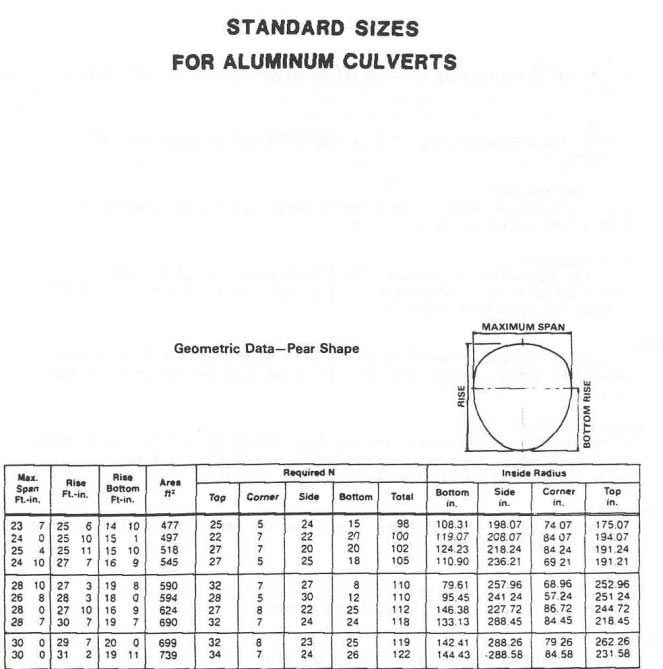 STANDARD SIZES
FOR ALUMINUM CULVERTS
Geometric Data—Pear Shape
MAXIMUM SPAN
RISE
BOTTOM RISE
Max. Span Ft.-in. Rise Ft.-in. Rise Bottom Ft-in. Area ft² Required N Inside Radius
Top Corner Side Bottom Total Bottom in. Side in. Corner in. Top in.
23 7 25 6 14 10 477 25 5 24 15 98 108.31 198.07 74.07 175.07
24 0 25 10 15 1 497 22 7 22 20 100 119.07 208.07 84 07 194.07
25 4 25 11 15 10 518 27 7 20 20 102 124.23 218.24 84.24 191.24
24 10 27 7 16 9 545 27 5 25 18 105 110.90 236.21 69 21 191.21
28 10 27 3 19 8 590 32 7 27 8 110 79.61 257.96 68.96 252.96
26 8 28 3 18 0 594 28 5 30 12 110 95.45 241 24 57.24 251 24
28 0 27 10 16 9 624 27 8 22 25 112 146.38 227.72 86.72 244 72
28 7 30 7 19 7 690 32 7 24 24 118 133.13 288.45 84.45 218 45
30 0 29 7 20 0 699 32 8 23 25 119 142 41 288.26 79 26 262 26
30 0 31 2 19 11 739 34 7 24 26 122 144 43 -288.58 84.58 231.58